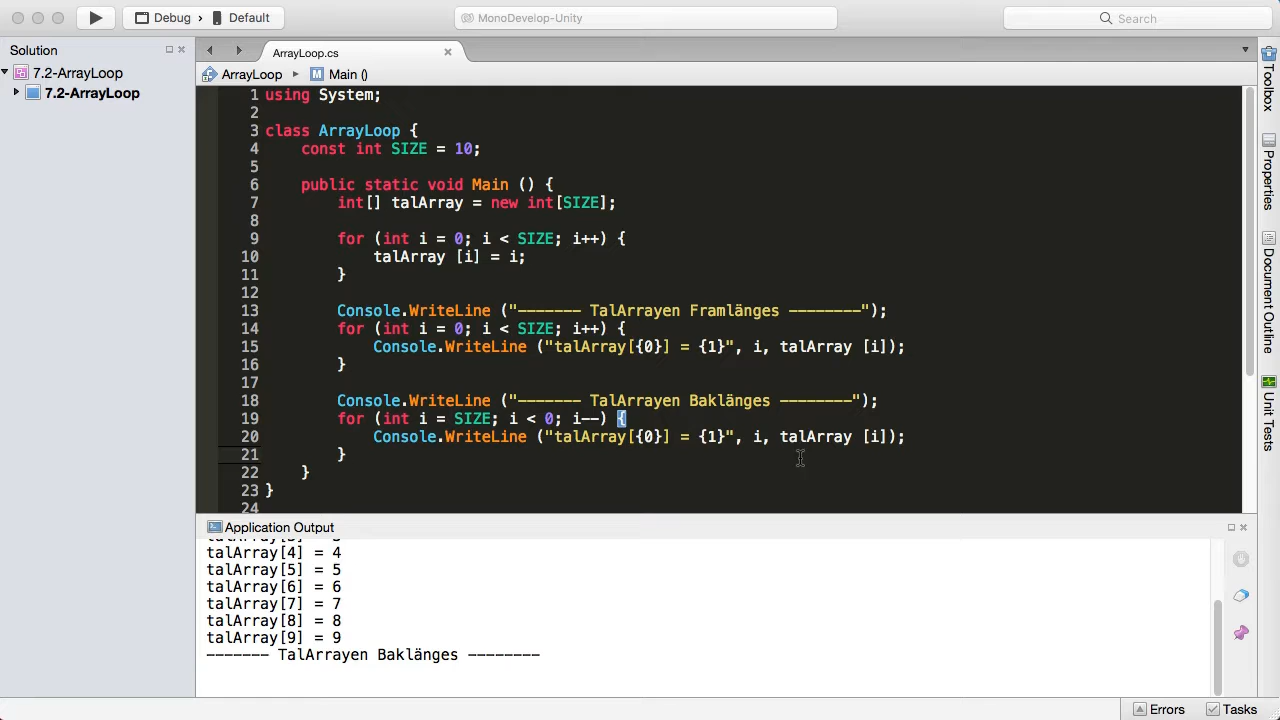 Debug › Default
MonoDevelop-Unity
Search
Solution
ArrayLoop.cs
7.2-ArrayLoop
7.2-ArrayLoop
ArrayLoop
Main ()
1 using System;
2
3 class ArrayLoop {
4 const int SIZE = 10;
5
6 public static void Main () {
7 int[] talArray = new int[SIZE];
8
9 for (int i = 0; i < SIZE; i++) {
10 talArray [i] = i;
11 }
12
13 Console.WriteLine ("------- TalArrayen Framlänges --------");
14 for (int i = 0; i < SIZE; i++) {
15 Console.WriteLine ("talArray[{0}] = {1}", i, talArray [i]);
16 }
17
18 Console.WriteLine ("------- TalArrayen Baklänges --------");
19 for (int i = SIZE; i < 0; i--) {
20 Console.WriteLine ("talArray[{0}] = {1}", i, talArray [i]);
21 }
22 }
23 }
24
Toolbox
Properties
Document Outline
Unit Tests
Application Output
talArray[3] = 3
talArray[4] = 4
talArray[5] = 5
talArray[6] = 6
talArray[7] = 7
talArray[8] = 8
talArray[9] = 9
------- TalArrayen Baklänges --------
Errors
Tasks